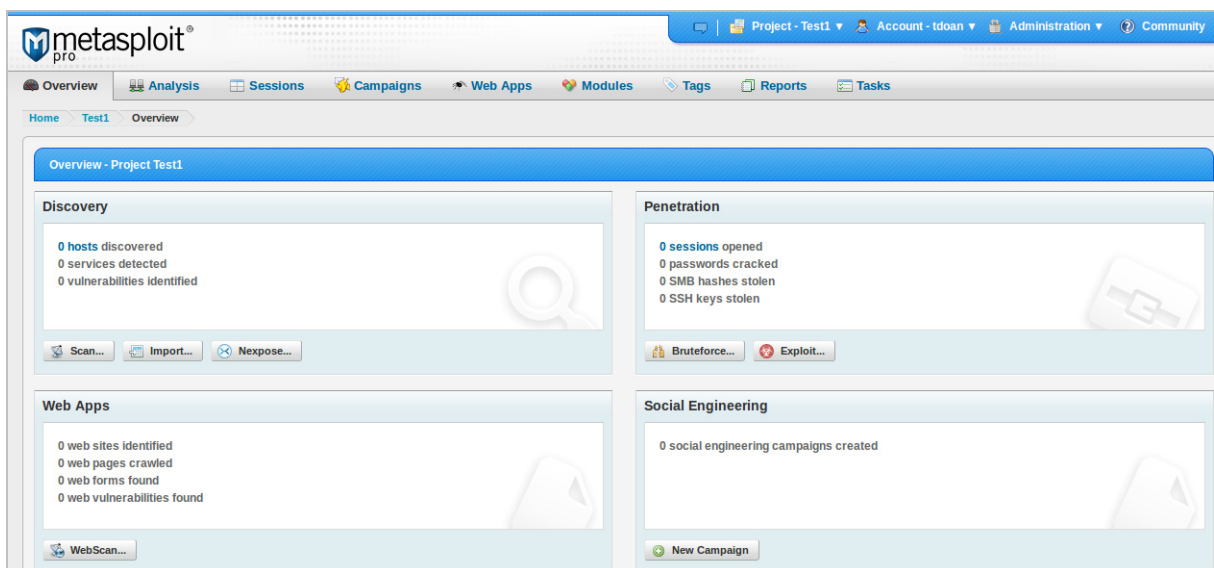 metasploit®
pro
Project - Test1 ▼ Account - tdoan ▼ Administration ▼ Community
Overview Analysis Sessions Campaigns Web Apps Modules Tags Reports Tasks
Home Test1 Overview
Overview - Project Test1
Discovery
0 hosts discovered
0 services detected
0 vulnerabilities identified
Scan... Import... Nexpose...
Penetration
0 sessions opened
0 passwords cracked
0 SMB hashes stolen
0 SSH keys stolen
Bruteforce... Exploit...
Web Apps
0 web sites identified
0 web pages crawled
0 web forms found
0 web vulnerabilities found
WebScan...
Social Engineering
0 social engineering campaigns created
New Campaign